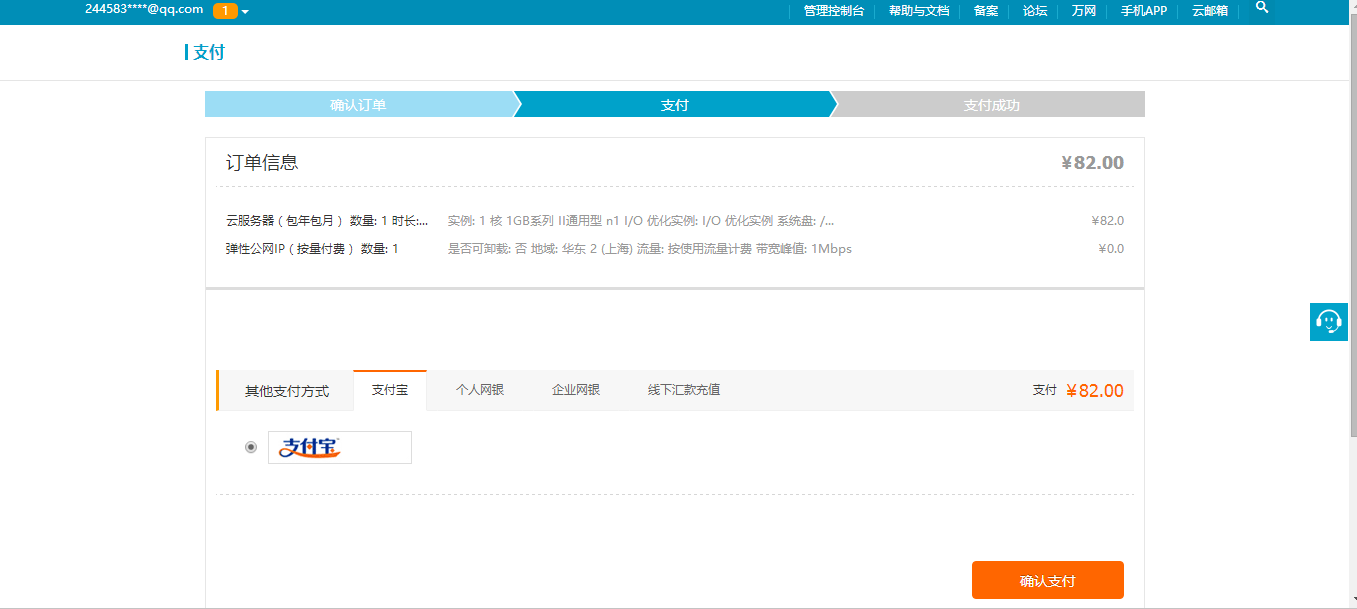 244583****@qq.com 1 管理控制台 帮助与文档 备案 论坛 万网 手机APP 云邮箱
支付
确认订单 支付 支付成功
订单信息 ¥82.00
云服务器 ( 包年包月 ) 数量: 1 时长:... 实例: 1 核 1GB系列 II通用型 n1 I/O 优化实例: I/O 优化实例 系统盘: /... ¥82.0
弹性公网IP ( 按量付费 ) 数量: 1 是否可卸载: 否 地域: 华东 2 (上海) 流量: 按使用流量计费 带宽峰值: 1Mbps ¥0.0
其他支付方式 支付宝 个人网银 企业网银 线下汇款充值 支付 ¥82.00
支付宝
确认支付